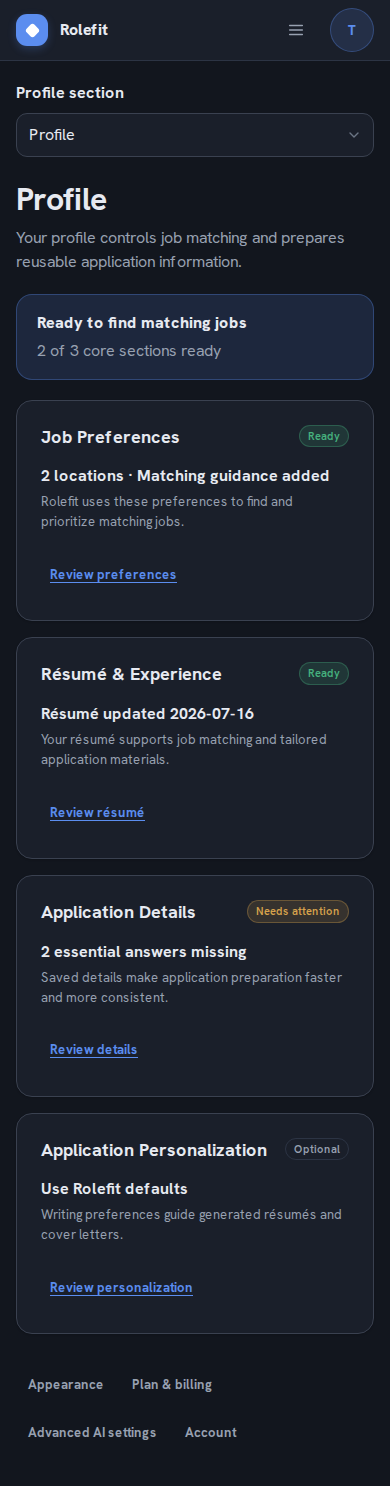 Rolefit
T
Profile section
Profile
Profile
Your profile controls job matching and prepares
reusable application information.
Ready to find matching jobs
2 of 3 core sections ready
Job Preferences
Ready
2 locations · Matching guidance added
Rolefit uses these preferences to find and
prioritize matching jobs.
Review preferences
Résumé & Experience
Ready
Résumé updated 2026-07-16
Your résumé supports job matching and tailored
application materials.
Review résumé
Application Details
Needs attention
2 essential answers missing
Saved details make application preparation faster
and more consistent.
Review details
Application Personalization
Optional
Use Rolefit defaults
Writing preferences guide generated résumés and
cover letters.
Review personalization
Appearance
Plan & billing
Advanced AI settings
Account